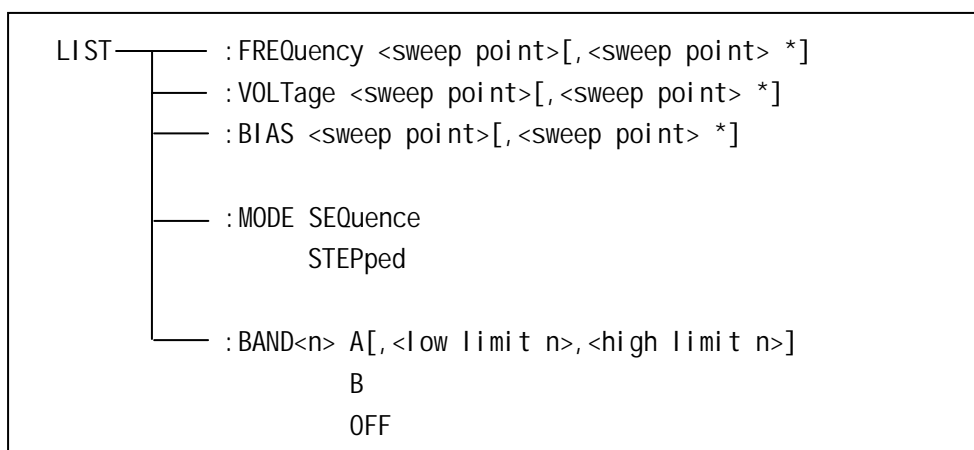 LIST :FREQuency <sweep point>[,<sweep point> *]
:VOLTage <sweep point>[,<sweep point> *]
:BIAS <sweep point>[,<sweep point> *]
:MODE SEQuence
STEPped
:BAND<n> A[,<low limit n>,<high limit n>]
B
OFF